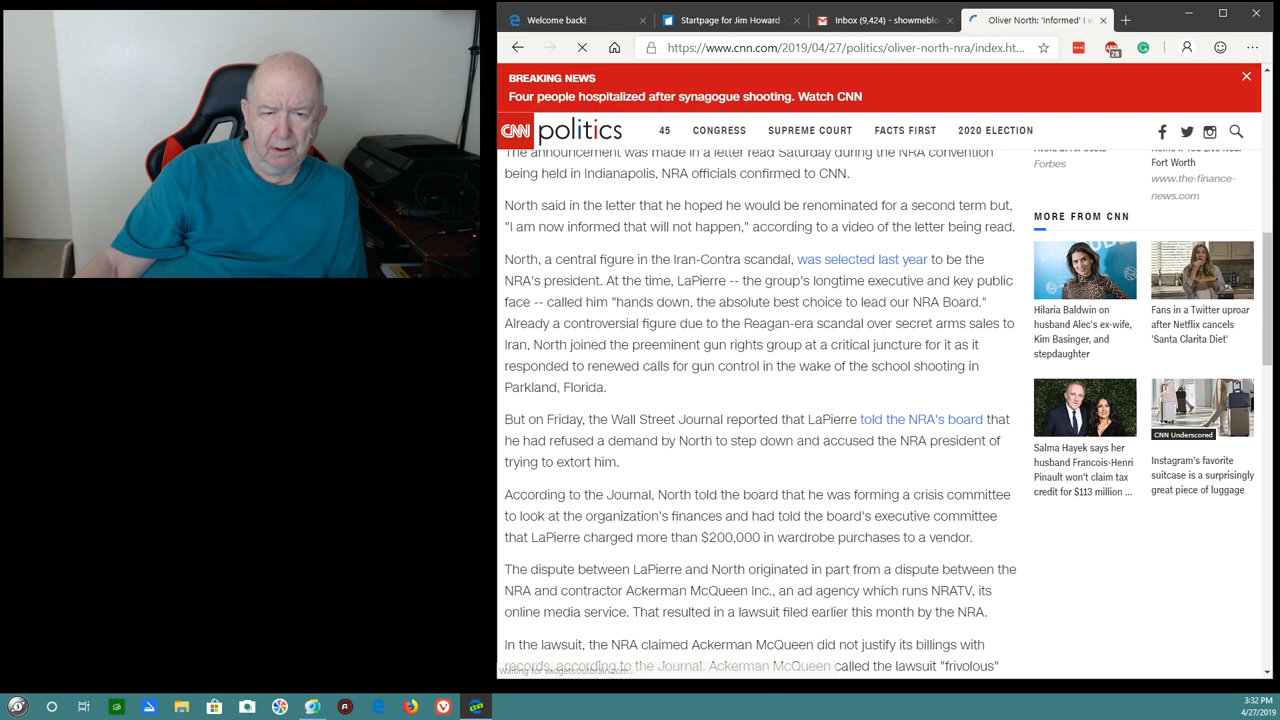 Welcome back!
Startpage for Jim Howard -
Inbox (9,424) - showmeblo
Oliver North: 'Informed' I w
https://www.cnn.com/2019/04/27/politics/oliver-north-nra/index.ht...
28
BREAKING NEWS
Four people hospitalized after synagogue shooting. Watch CNN
CNN politics
45 CONGRESS SUPREME COURT FACTS FIRST 2020 ELECTION
The announcement was made in a letter read Saturday during the NRA convention
being held in Indianapolis, NRA officials confirmed to CNN.
North said in the letter that he hoped he would be renominated for a second term but,
"I am now informed that will not happen," according to a video of the letter being read.
North, a central figure in the Iran-Contra scandal, was selected last year to be the
NRA's president. At the time, LaPierre -- the group's longtime executive and key public
face -- called him "hands down, the absolute best choice to lead our NRA Board."
Already a controversial figure due to the Reagan-era scandal over secret arms sales to
Iran, North joined the preeminent gun rights group at a critical juncture for it as it
responded to renewed calls for gun control in the wake of the school shooting in
Parkland, Florida.
But on Friday, the Wall Street Journal reported that LaPierre told the NRA's board that
he had refused a demand by North to step down and accused the NRA president of
trying to extort him.
According to the Journal, North told the board that he was forming a crisis committee
to look at the organization's finances and had told the board's executive committee
that LaPierre charged more than $200,000 in wardrobe purchases to a vendor.
The dispute between LaPierre and North originated in part from a dispute between the
NRA and contractor Ackerman McQueen Inc., an ad agency which runs NRATV, its
online media service. That resulted in a lawsuit filed earlier this month by the NRA.
In the lawsuit, the NRA claimed Ackerman McQueen did not justify its billings with
records, according to the Journal. Ackerman McQueen called the lawsuit "frivolous"
Waiting for widgets.outbrain.com...
Forbes
Home If You Live Near
Fort Worth
www.the-finance-
news.com
MORE FROM CNN
Hilaria Baldwin on
husband Alec's ex-wife,
Kim Basinger, and
stepdaughter
Fans in a Twitter uproar
after Netflix cancels
'Santa Clarita Diet'
Salma Hayek says her
husband Francois-Henri
Pinault won't claim tax
credit for $113 million ...
CNN Underscored
Instagram's favorite
suitcase is a surprisingly
great piece of luggage
3:32 PM
4/27/2019